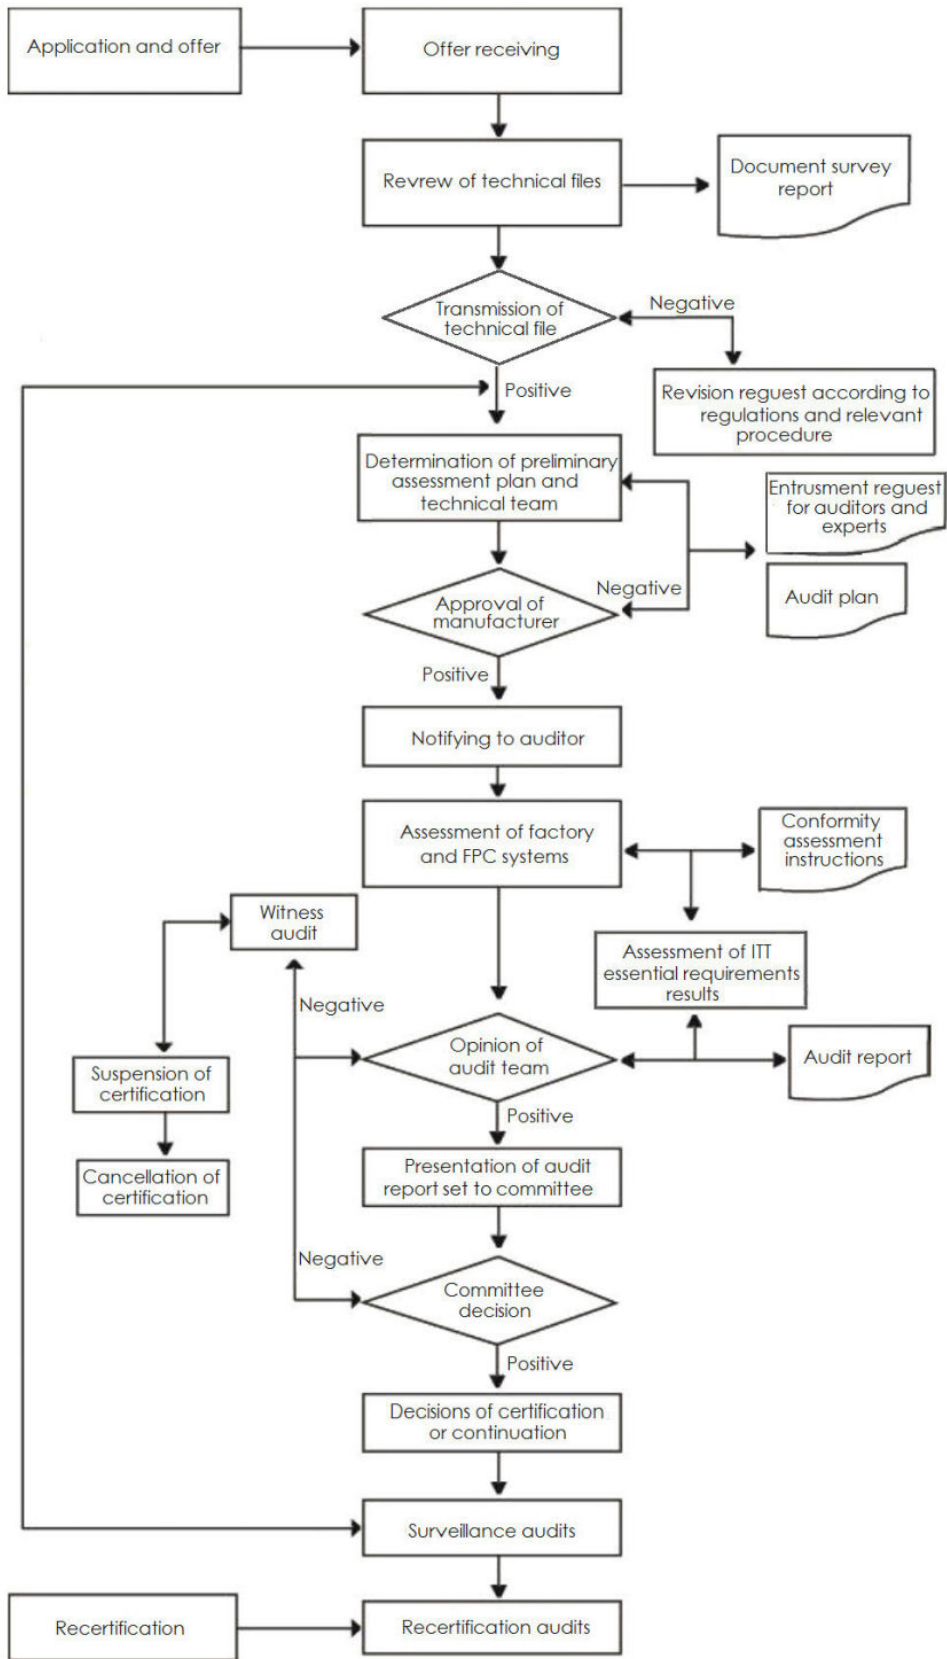 Application and offer
Offer receiving
Revrew of technical files
Document survey
report
Transmission of
technical file
Negative
Positive
Revision reguest according to
regulations and relevant
procedure
Determination of preliminary
assessment plan and
technical team
Entrusment reguest
for auditors and
experts
Negative
Audit plan
Approval of
manufacturer
Positive
Notifying to auditor
Assessment of factory
and FPC systems
Conformity
assessment
instructions
Witness
audit
Assessment of ITT
essential requirements
results
Negative
Opinion of
audit team
Audit report
Suspension of
certification
Positive
Cancellation of
certification
Presentation of audit
report set to committee
Negative
Committee
decision
Positive
Decisions of certification
or continuation
Surveillance audits
Recertification
Recertification audits